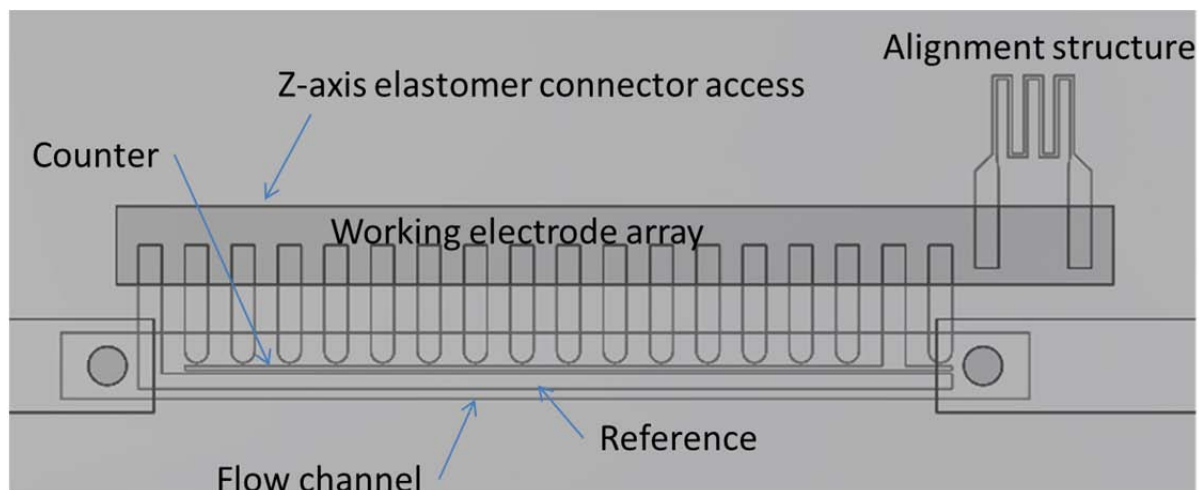 Alignment structure
Z-axis elastomer connector access
Counter
Working electrode array
Reference
Flow channel